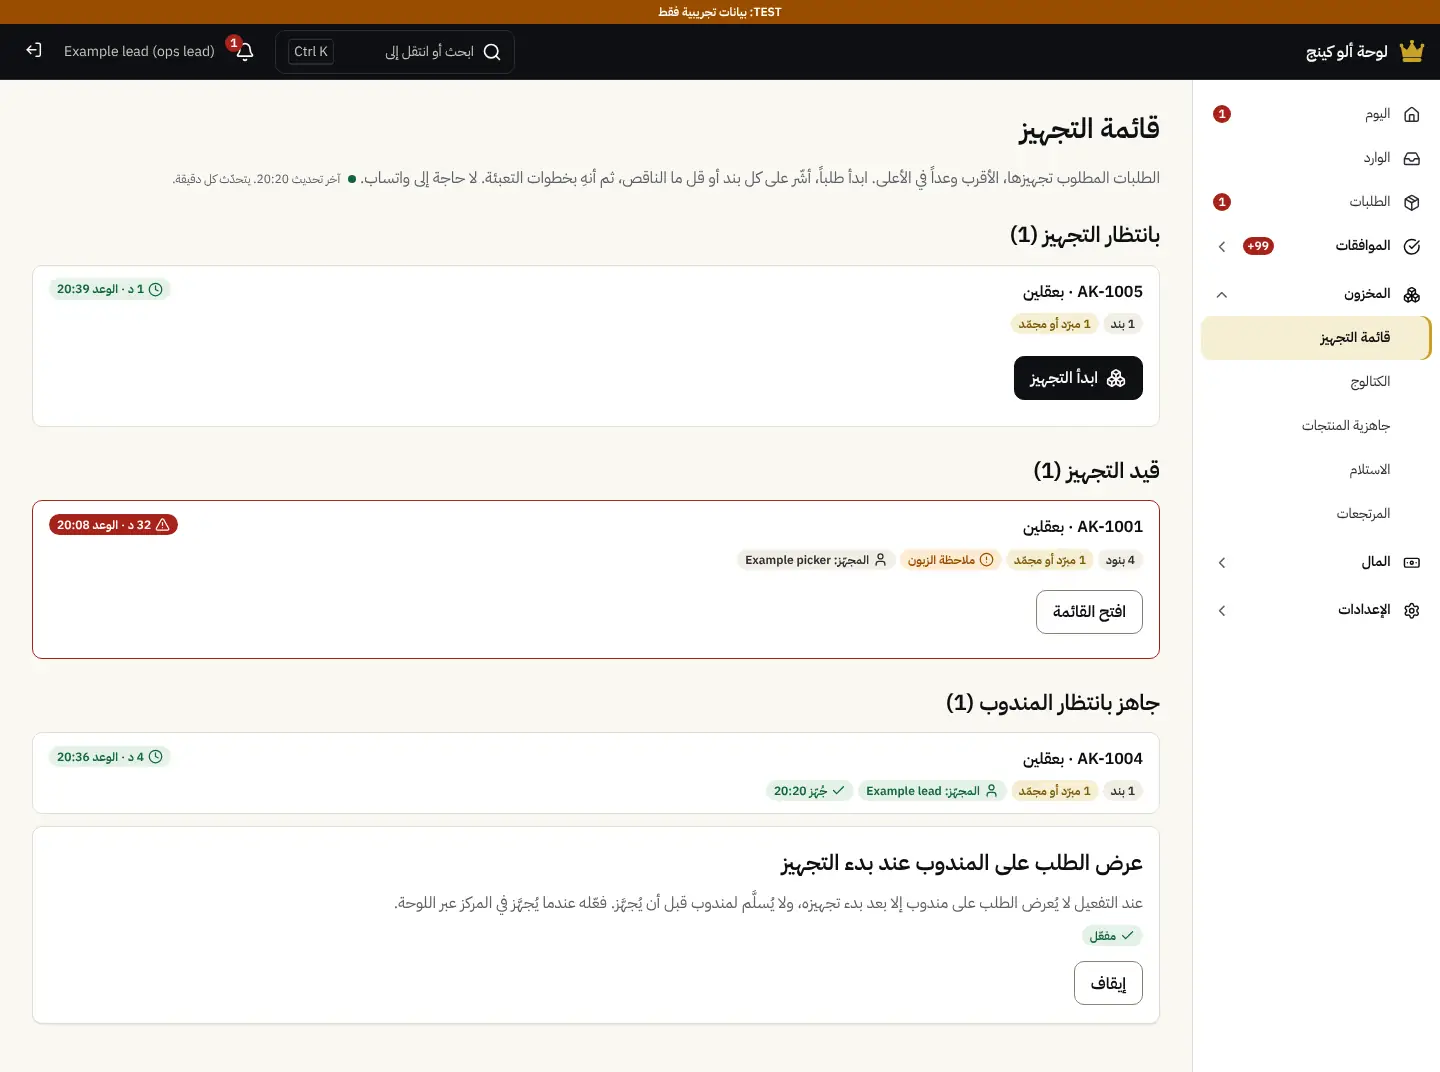 TEST: بيانات تجريبية فقط
لوحة ألو كينج
ابحث أو انتقل إلى
Ctrl K
1
Example lead (ops lead)
اليوم
1
الوارد
الطلبات
1
الموافقات
+99
المخزون
قائمة التجهيز
الكتالوج
جاهزية المنتجات
الاستلام
المرتجعات
المال
الإعدادات
قائمة التجهيز
الطلبات المطلوب تجهيزها، الأقرب وعداً في الأعلى. ابدأ طلباً، أشّر على كل بند أو قل ما الناقص، ثم أنهِ بخطوات التعبئة. لا حاجة إلى واتساب. آخر تحديث 20:20. يتحدّث كل دقيقة.
بانتظار التجهيز (1)
AK-1005 · بعقلين
1 د · الوعد 20:39
1 بند
1 مبرّد أو مجمّد
ابدأ التجهيز
قيد التجهيز (1)
AK-1001 · بعقلين
32 د · الوعد 20:08
4 بنود
1 مبرّد أو مجمّد
ملاحظة الزبون
المجهّز: Example picker
افتح القائمة
جاهز بانتظار المندوب (1)
AK-1004 · بعقلين
4 د · الوعد 20:36
1 بند
1 مبرّد أو مجمّد
المجهّز: Example lead
جُهّز 20:20
عرض الطلب على المندوب عند بدء التجهيز
عند التفعيل لا يُعرض الطلب على مندوب إلا بعد بدء تجهيزه، ولا يُسلَّم لمندوب قبل أن يُجهَّز. فعّله عندما يُجهَّز في المركز عبر اللوحة.
مفعّل
إيقاف